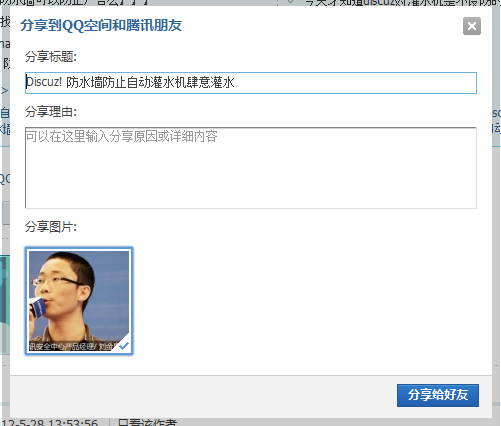 分享到QQ空间和腾讯朋友
分享标题:
Discuz! 防水墙防止自动灌水机肆意灌水
分享理由:
可以在这里输入分享原因或详细内容
分享图片:
讯安全中心产品经理/ 刘
分享给好友
12-5-28 13:53:56
只看该作者